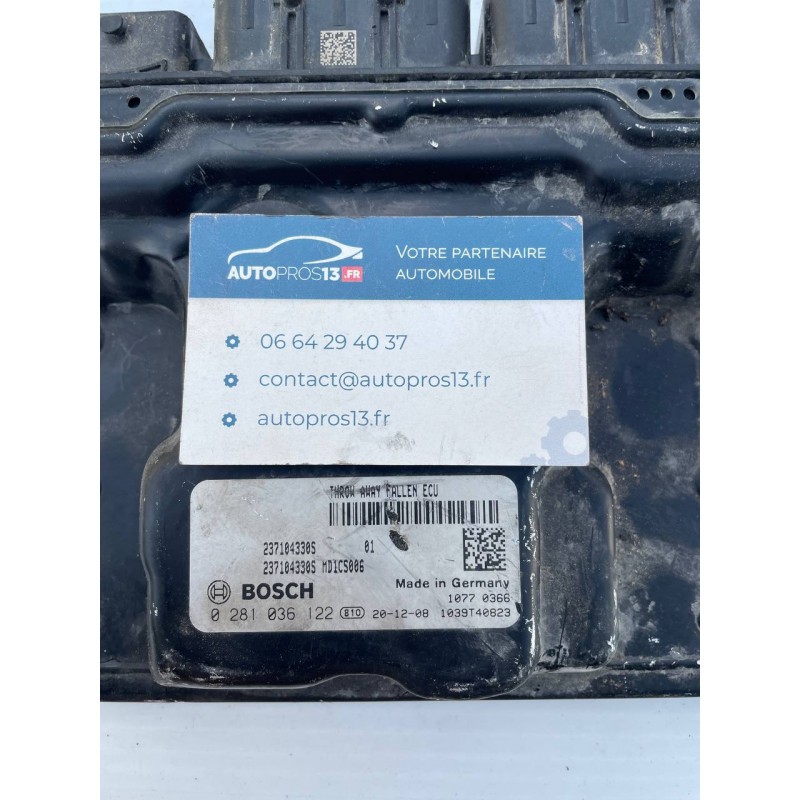 AUTOPROS13.FR
VOTRE PARTENAIRE
AUTOMOBILE
06 64 29 40 37
contact@autopros13.fr
autopros13.fr
THROW AWAY FALLEN ECU
237104330S 01
237104330S MD1CS006
BOSCH
Made in Germany
1077 0366
0 281 036 122 B10 20-12-08 1039T40823